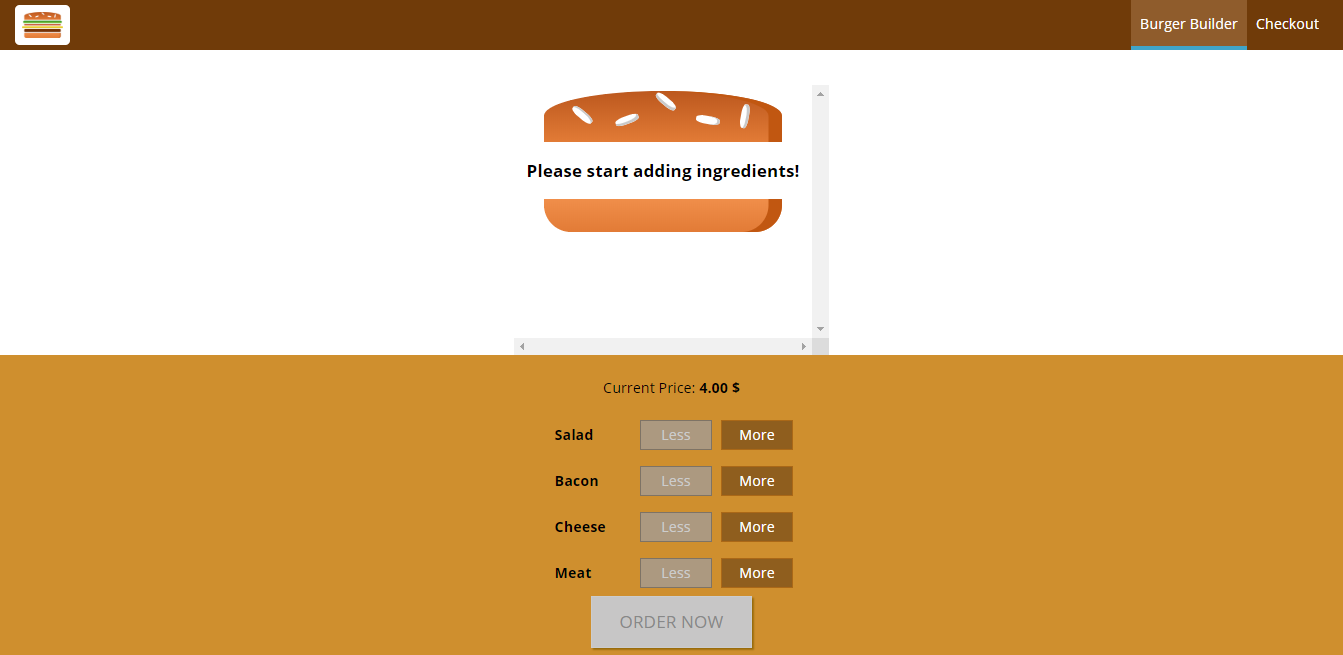 Burger Builder Checkout
Please start adding ingredients!
Current Price: 4.00 $
Salad Less More
Bacon Less More
Cheese Less More
Meat Less More
ORDER NOW